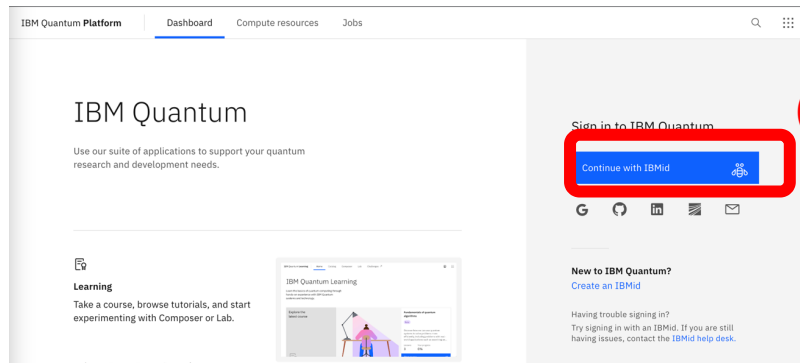 IBM Quantum Platform
Dashboard
Compute resources
Jobs
IBM Quantum
Use our suite of applications to support your quantum
research and development needs.
Learning
Take a course, browse tutorials, and start
experimenting with Composer or Lab.
IBM Quantum Learning
Sign in to IBM Quantum
Continue with IBMid
New to IBM Quantum?
Create an IBMid
Having trouble signing in?
Try signing in with an IBMid. If you are still
having issues, contact the IBMid help desk.